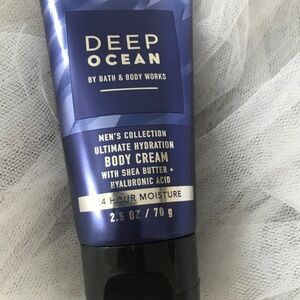 DEEP
OCEAN
BY BATH & BODY WORKS
MEN'S COLLECTION
ULTIMATE HYDRATION
BODY CREAM
WITH SHEA BUTTER +
HYALURONIC ACID
4 HOUR MOISTURE
2.5 OZ / 70 g